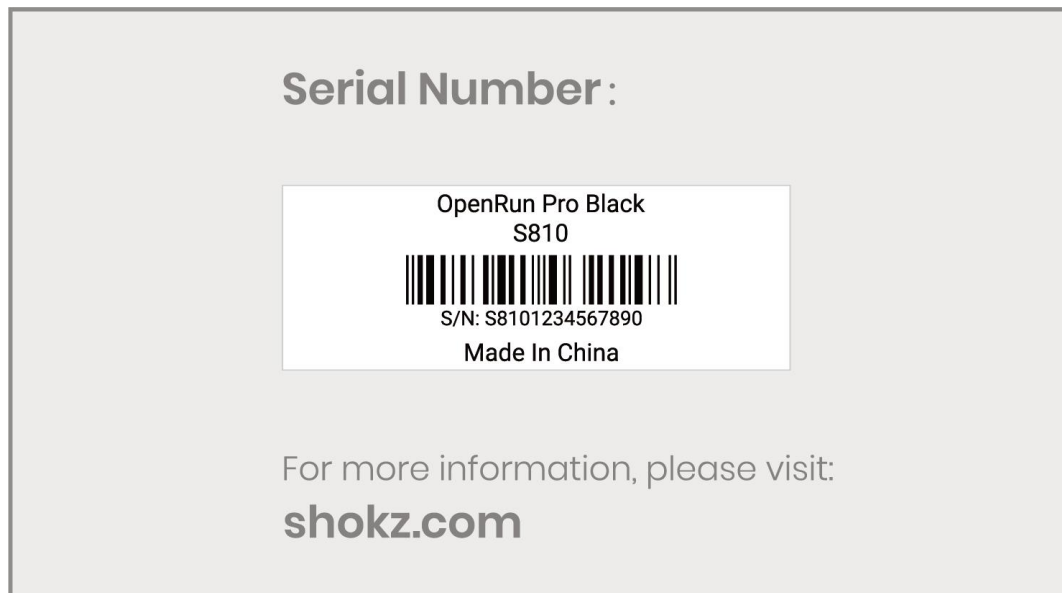 Serial Number:
OpenRun Pro Black
S810
S/N: S8101234567890
Made In China
For more information, please visit:
shokz.com